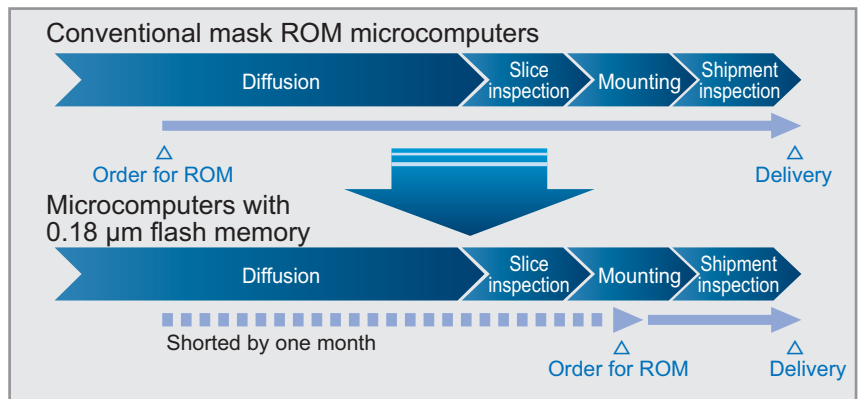 Conventional mask ROM microcomputers
Diffusion
Slice
inspection
Mounting
Shipment
inspection
Order for ROM
Delivery
Microcomputers with
0.18 µm flash memory
Diffusion
Slice
inspection
Mounting
Shipment
inspection
Shorted by one month
Order for ROM
Delivery